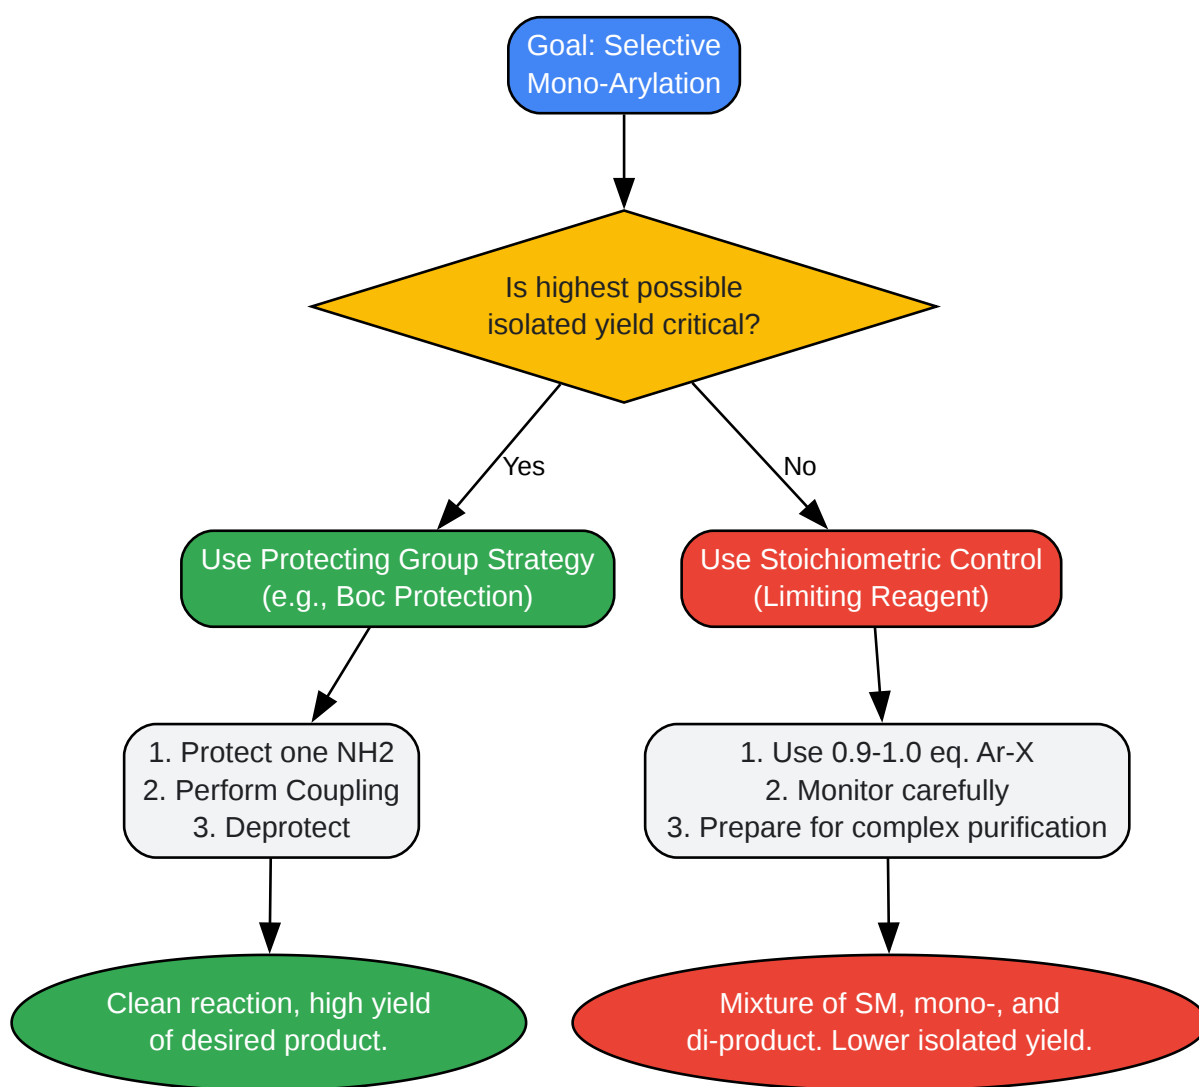 Goal: Selective
Mono-Arylation
Is highest possible
isolated yield critical?
Yes
No
Use Protecting Group Strategy
(e.g., Boc Protection)
Use Stoichiometric Control
(Limiting Reagent)
1. Protect one NH2
2. Perform Coupling
3. Deprotect
1. Use 0.9-1.0 eq. Ar-X
2. Monitor carefully
3. Prepare for complex purification
Clean reaction, high yield
of desired product.
Mixture of SM, mono-, and
di-product. Lower isolated yield.